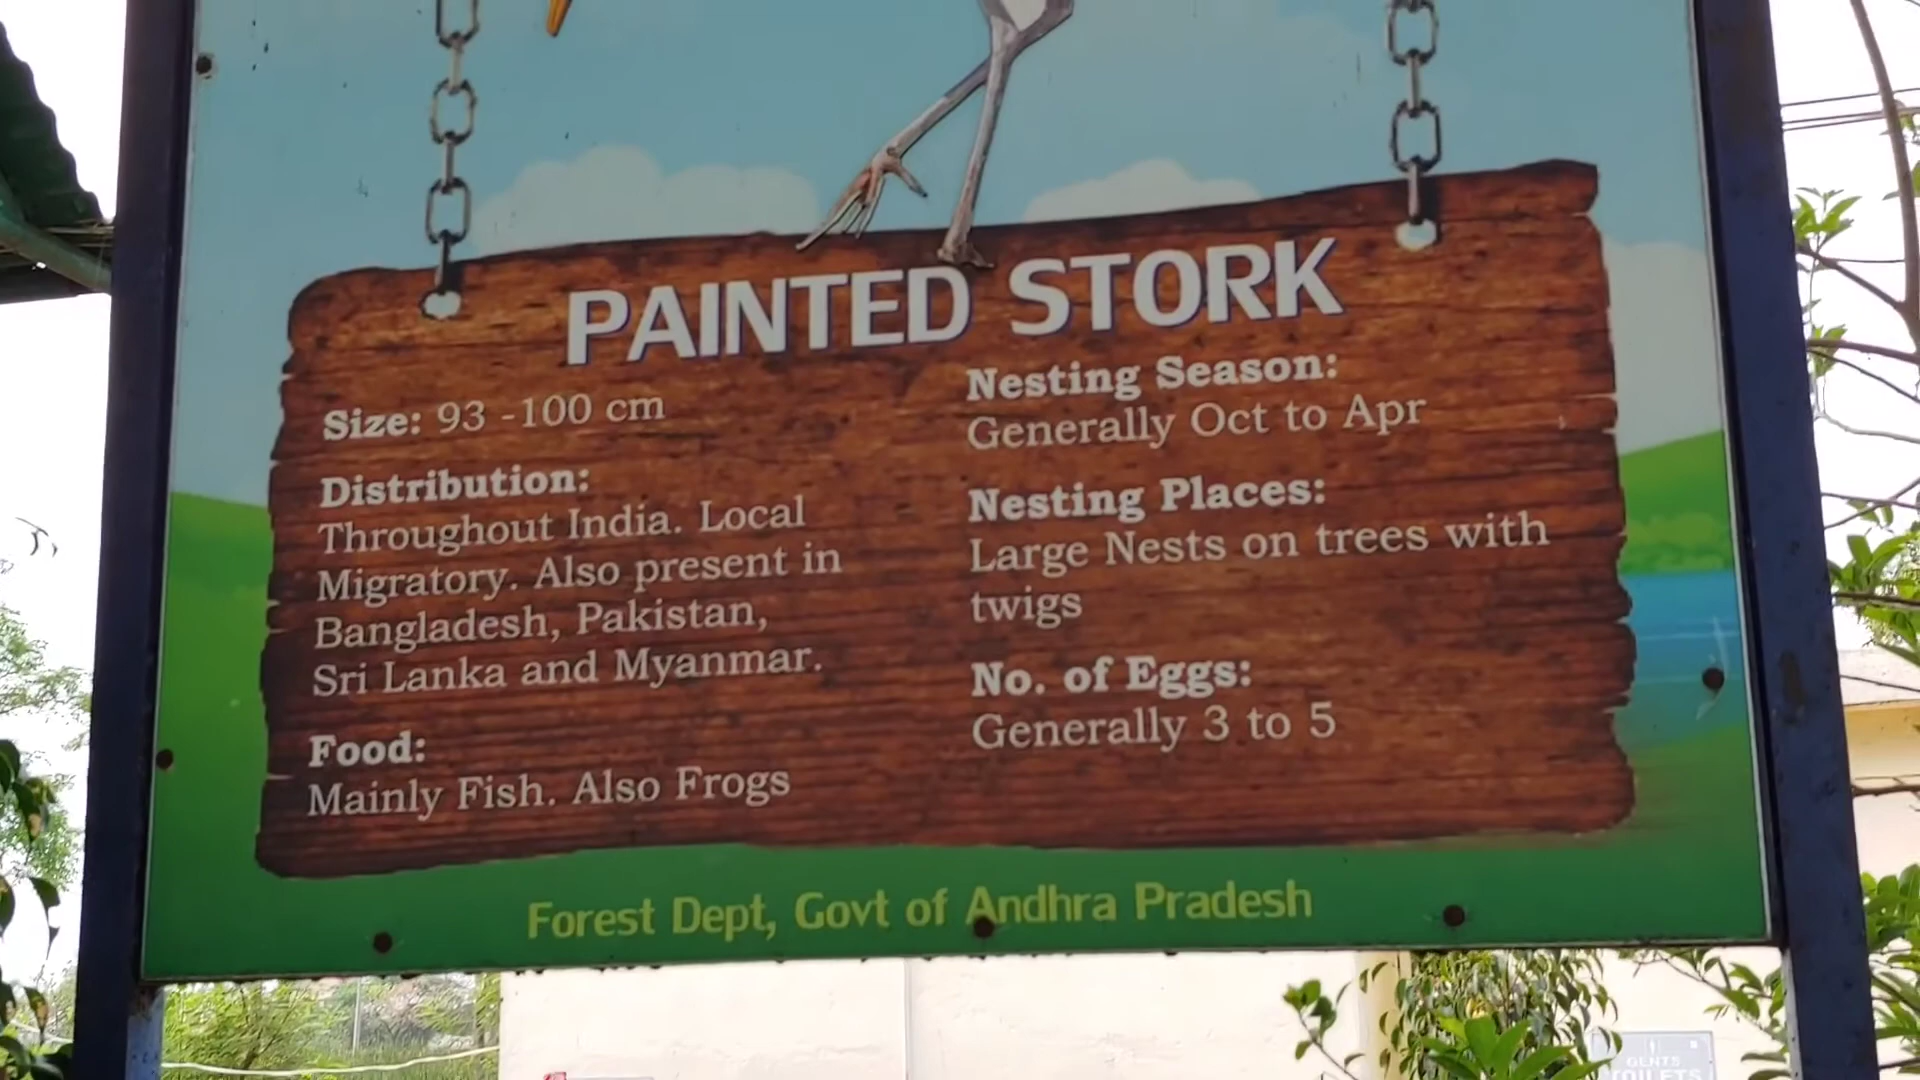 PAINTED STORK
Size: 93 -100 cm
Distribution:
Throughout India. Local
Migratory. Also present in
Bangladesh, Pakistan,
Sri Lanka and Myanmar.
Food:
Mainly Fish. Also Frogs
Nesting Season:
Generally Oct to Apr
Nesting Places:
Large Nests on trees with
twigs
No. of Eggs:
Generally 3 to 5
Forest Dept, Govt of Andhra Pradesh
GENTS
TOILETS